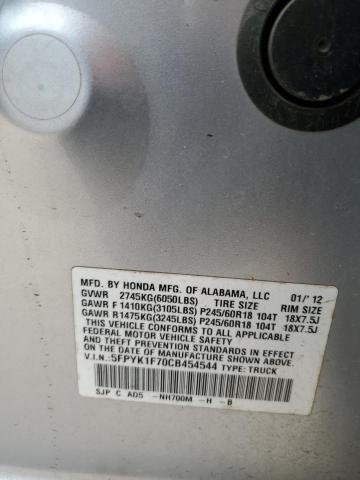 MFD. BY HONDA MFG. OF ALABAMA, LLC 01/'12
GVWR 2745KG(6050LBS) TIRE SIZE RIM SIZE
GAWR F 1410KG(3105LBS) P245/60R18 104T 18X7.5J
GAWR R1475KG(3245LBS) P245/60R18 104T 18X7.5J
THIS VEHICLE CONFORMS TO ALL APPLICABLE
FEDERAL MOTOR VEHICLE SAFETY AND THEFT
PREVENTION STANDARDS IN EFFECT ON THE DATE
OF MANUFACTURE SHOWN ABOVE.
V.I.N.:5FPYK1F70CB454544 TYPE: TRUCK
SJP C AD5 -NH700M -H -B